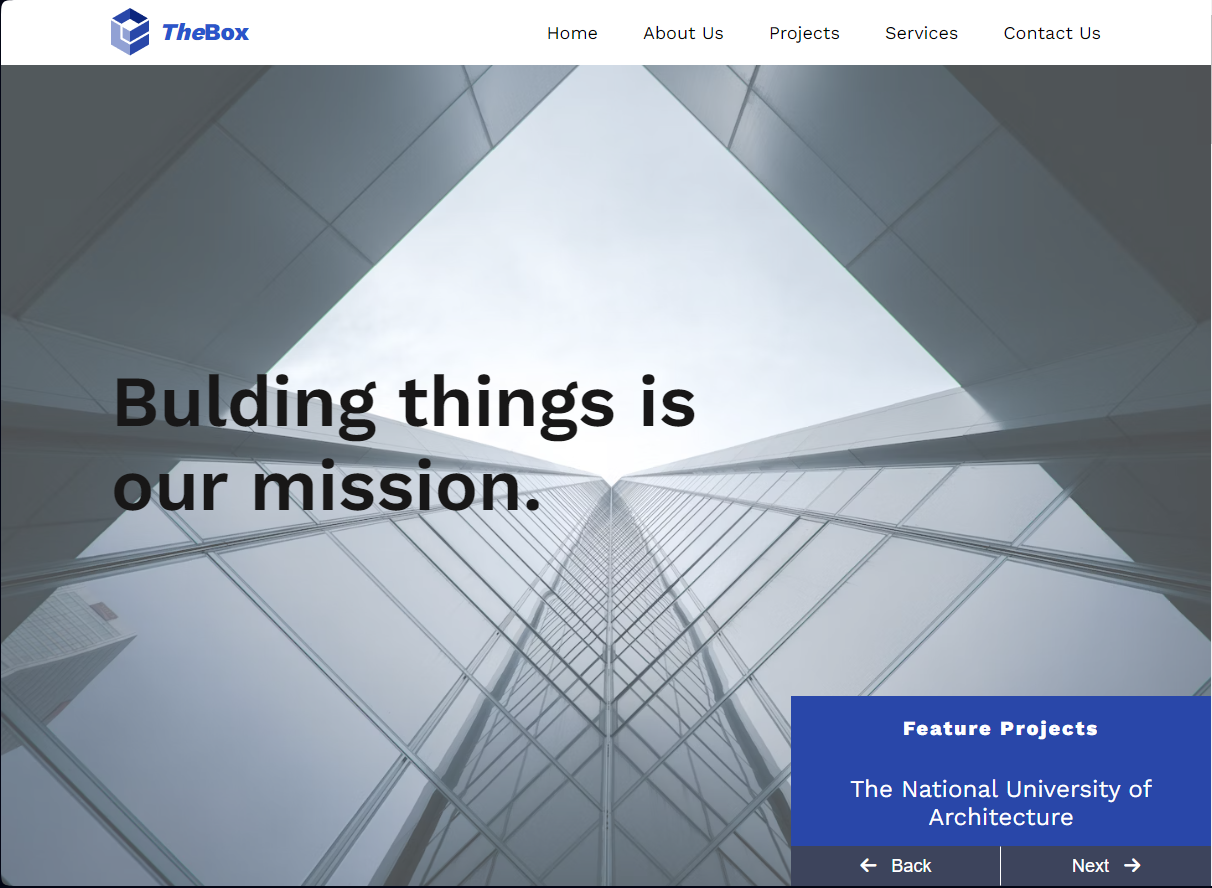 TheBox
Home About Us Projects Services Contact Us
Bulding things is
our mission.
Feature Projects
The National University of
Architecture
Back Next